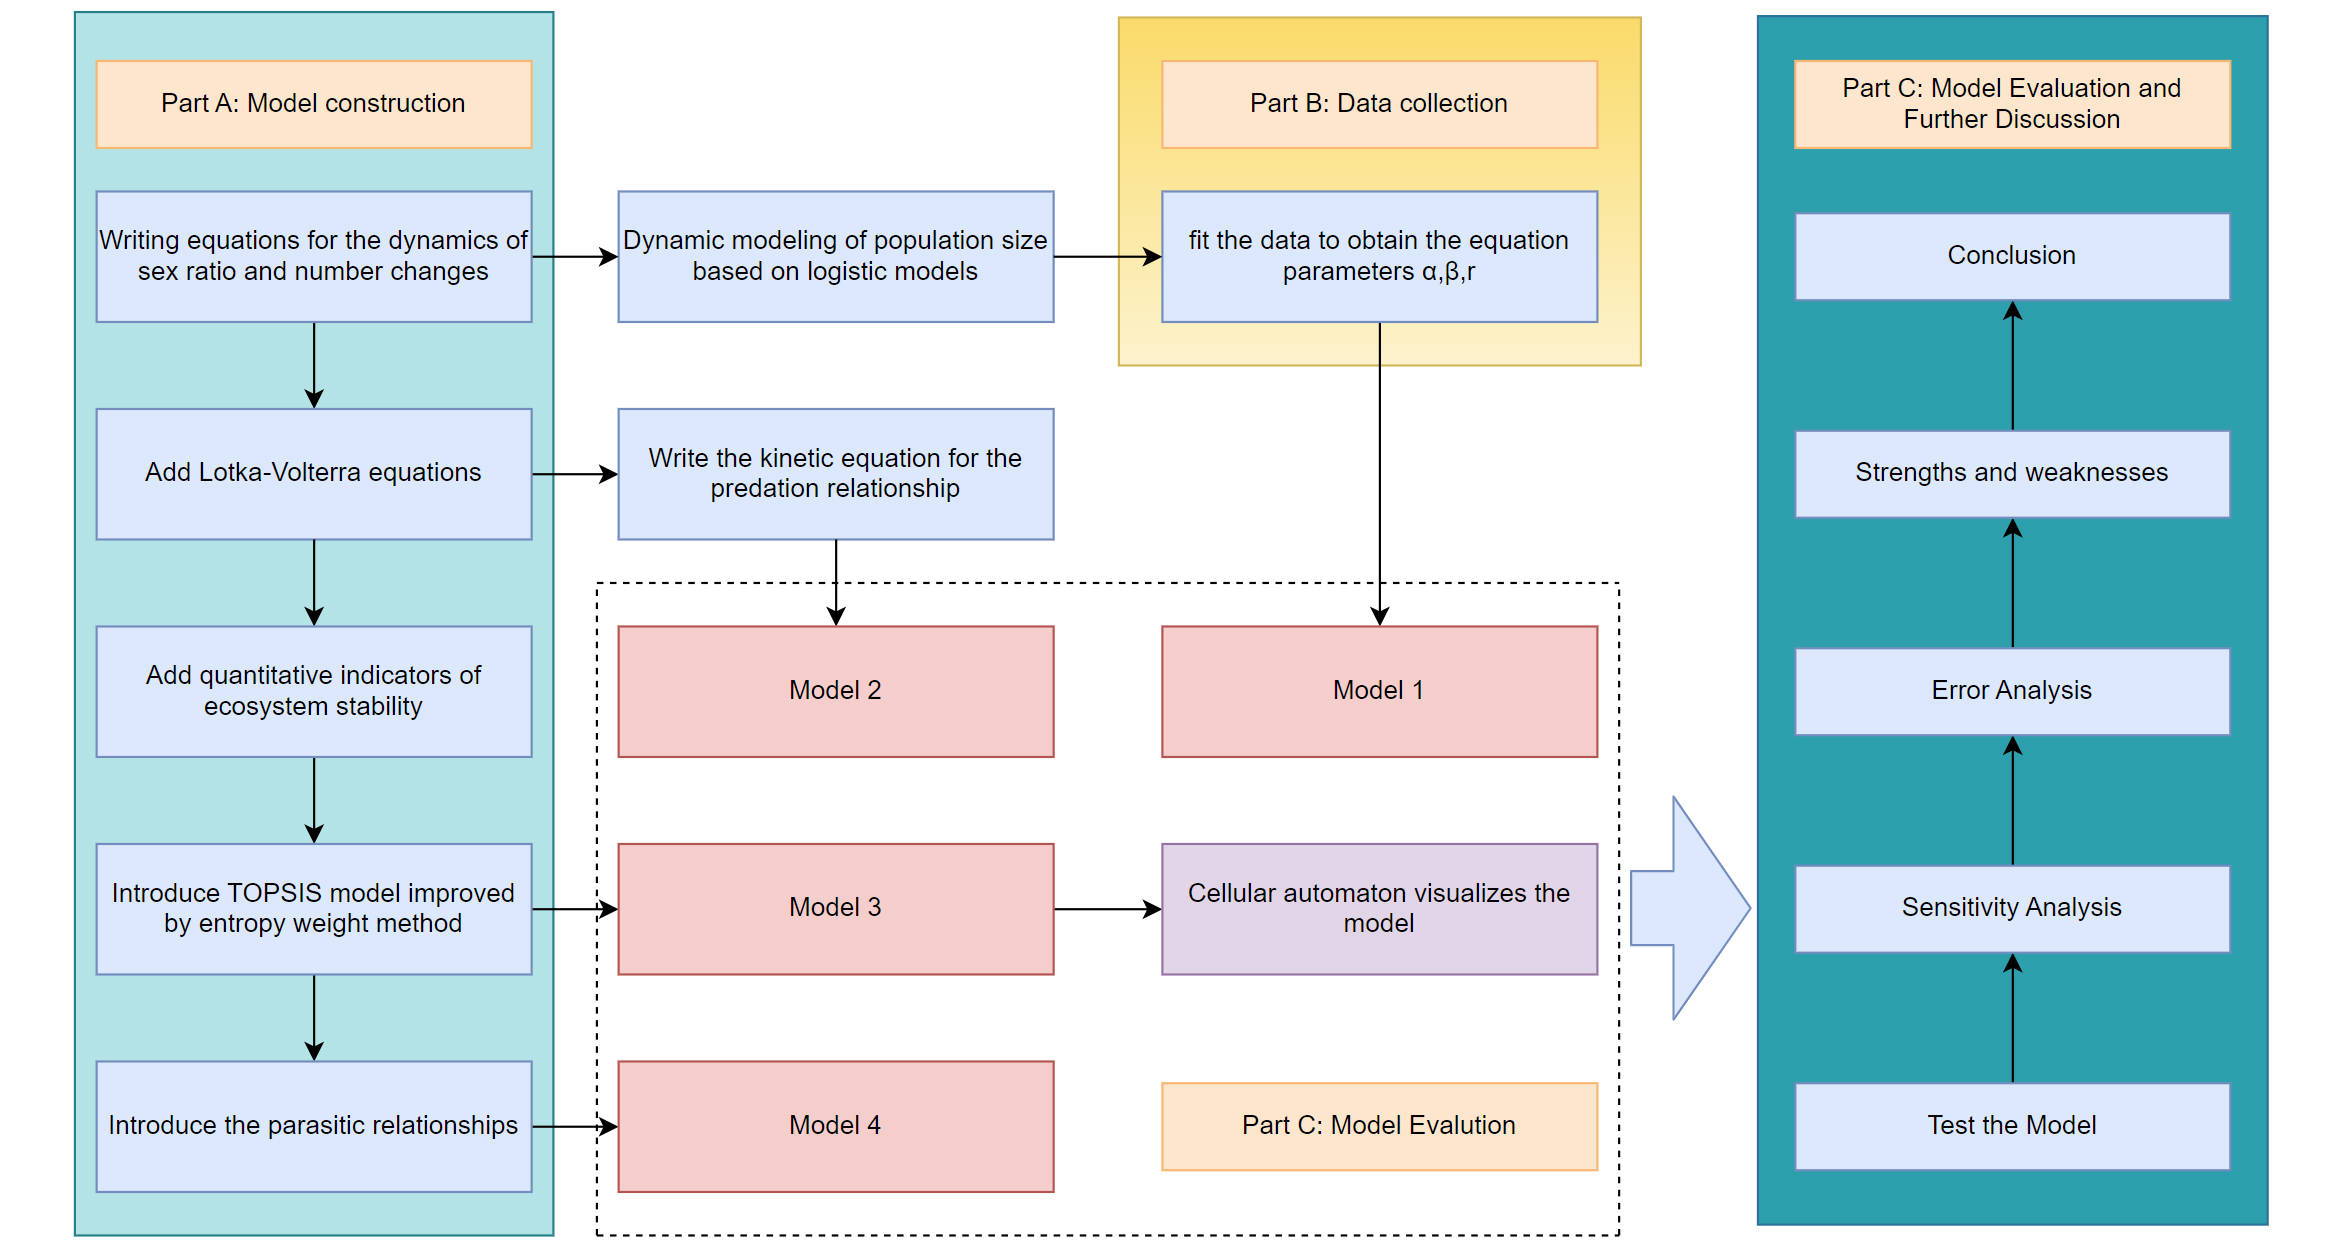 Part A: Model construction
Writing equations for the dynamics of
sex ratio and number changes
Add Lotka-Volterra equations
Add quantitative indicators of
ecosystem stability
Introduce TOPSIS model improved
by entropy weight method
Introduce the parasitic relationships
Dynamic modeling of population size
based on logistic models
Write the kinetic equation for the
predation relationship
Part B: Data collection
fit the data to obtain the equation
parameters α,β,r
Model 2
Model 1
Model 3
Cellular automaton visualizes the
model
Model 4
Part C: Model Evalution
Part C: Model Evaluation and
Further Discussion
Conclusion
Strengths and weaknesses
Error Analysis
Sensitivity Analysis
Test the Model